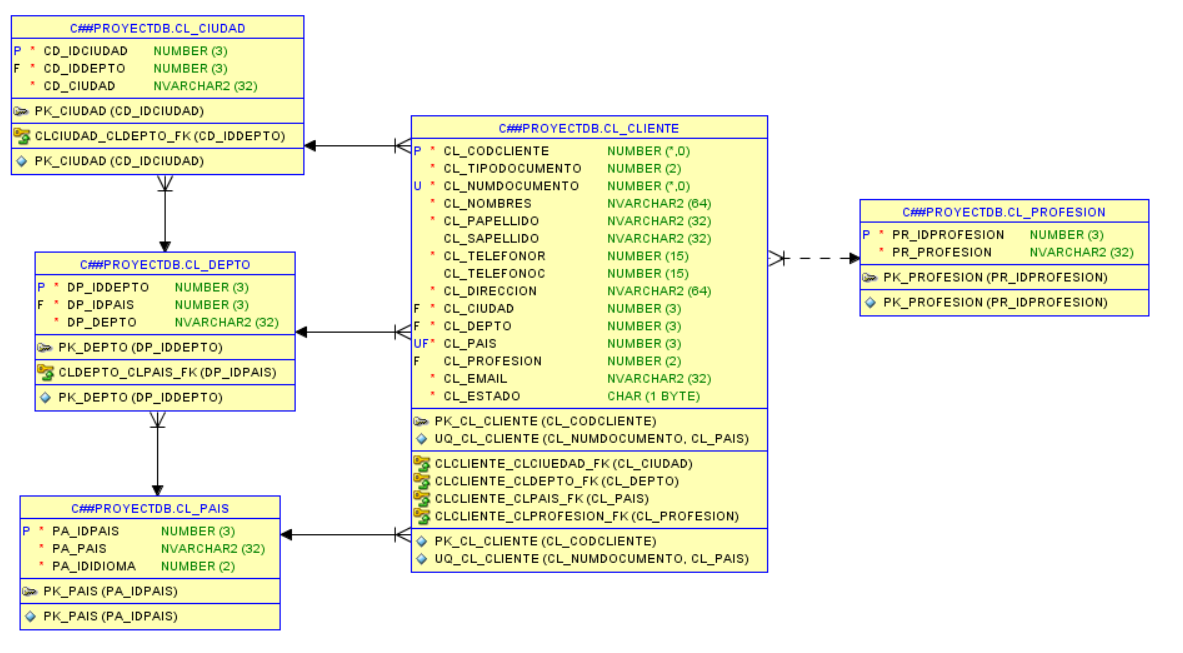 C##PROYECTDB.CL_CIUDAD
P * CD_IDCIUDAD NUMBER (3)
F * CD_IDDEPTO NUMBER (3)
* CD_CIUDAD NVARCHAR2 (32)
PK_CIUDAD (CD_IDCIUDAD)
CLCIUDAD_CLDEPTO_FK (CD_IDDEPTO)
PK_CIUDAD (CD_IDCIUDAD)
C##PROYECTDB.CL_DEPTO
P * DP_IDDEPTO NUMBER (3)
F * DP_IDPAIS NUMBER (3)
* DP_DEPTO NVARCHAR2 (32)
PK_DEPTO (DP_IDDEPTO)
CLDEPTO_CLPAIS_FK (DP_IDPAIS)
PK_DEPTO (DP_IDDEPTO)
C##PROYECTDB.CL_PAIS
P * PA_IDPAIS NUMBER (3)
* PA_PAIS NVARCHAR2 (32)
* PA_IDIDIOMA NUMBER (2)
PK_PAIS (PA_IDPAIS)
PK_PAIS (PA_IDPAIS)
C##PROYECTDB.CL_CLIENTE
P * CL_CODCLIENTE NUMBER (*,0)
* CL_TIPODOCUMENTO NUMBER (2)
U * CL_NUMDOCUMENTO NUMBER (*,0)
* CL_NOMBRES NVARCHAR2 (64)
* CL_PAPELLIDO NVARCHAR2 (32)
CL_SAPELLIDO NVARCHAR2 (32)
* CL_TELEFONOR NUMBER (15)
CL_TELEFONOC NUMBER (15)
* CL_DIRECCION NVARCHAR2 (64)
F * CL_CIUDAD NUMBER (3)
F * CL_DEPTO NUMBER (3)
UF* CL_PAIS NUMBER (3)
F CL_PROFESION NUMBER (2)
* CL_EMAIL NVARCHAR2 (32)
* CL_ESTADO CHAR (1 BYTE)
PK_CL_CLIENTE (CL_CODCLIENTE)
UQ_CL_CLIENTE (CL_NUMDOCUMENTO, CL_PAIS)
CLCLIENTE_CLCIUEDAD_FK (CL_CIUDAD)
CLCLIENTE_CLDEPTO_FK (CL_DEPTO)
CLCLIENTE_CLPAIS_FK (CL_PAIS)
CLCLIENTE_CLPROFESION_FK (CL_PROFESION)
PK_CL_CLIENTE (CL_CODCLIENTE)
UQ_CL_CLIENTE (CL_NUMDOCUMENTO, CL_PAIS)
C##PROYECTDB.CL_PROFESION
P * PR_IDPROFESION NUMBER (3)
* PR_PROFESION NVARCHAR2 (32)
PK_PROFESION (PR_IDPROFESION)
PK_PROFESION (PR_IDPROFESION)